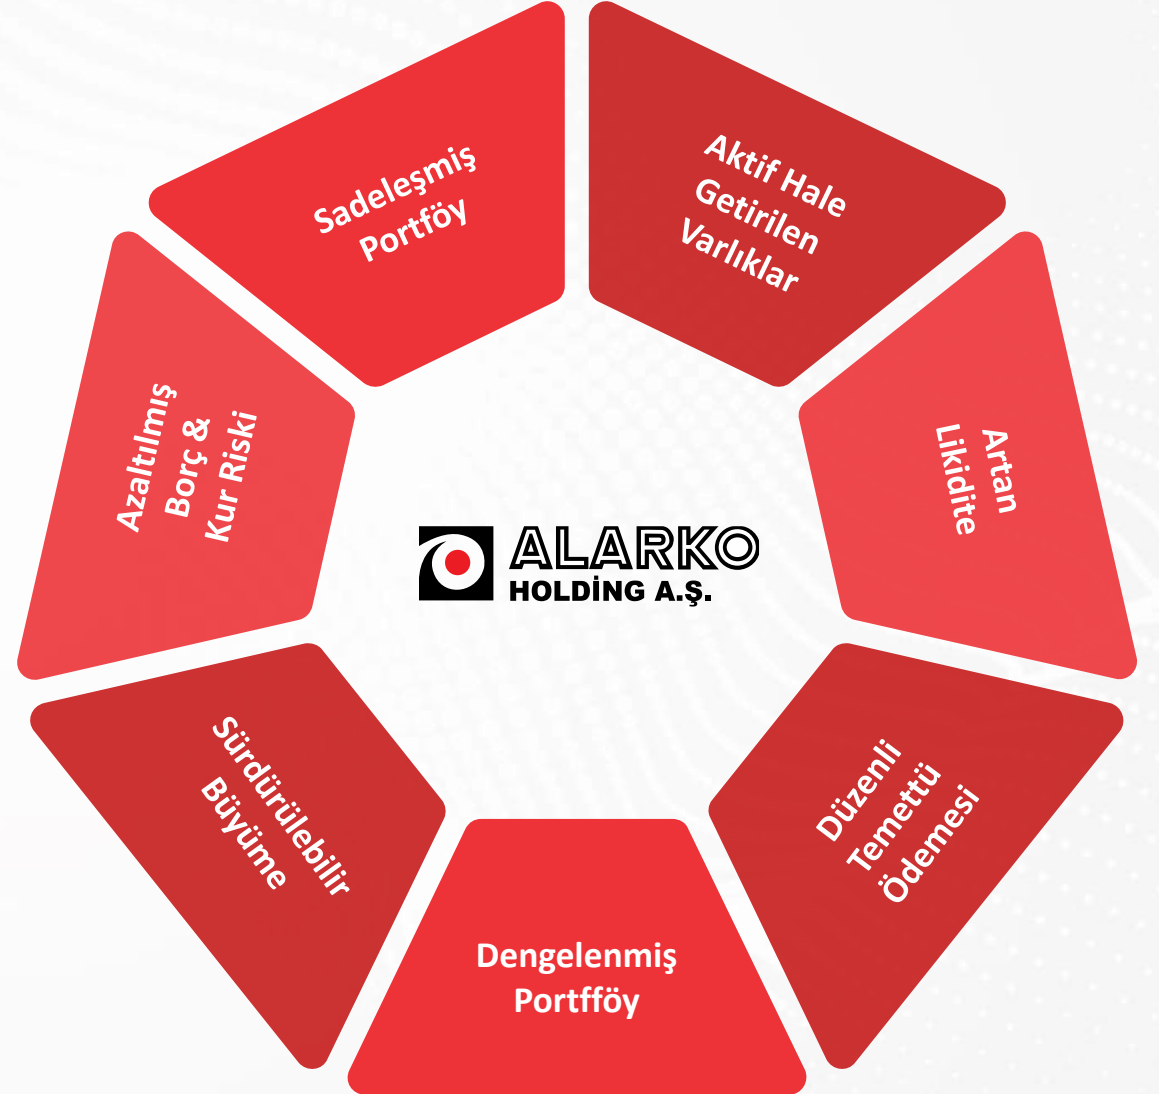 Sadeleşmiş
Portföy
Aktif Hale
Getirilen
Varlıklar
Artan
Likidite
Düzenli
Temettü
Ödemesi
Dengelenmiş
Portfföy
Sürdürülebilir
Büyüme
Azaltılmış
Borç &
Kur Riski
ALARKO
HOLDİNG A.Ş.